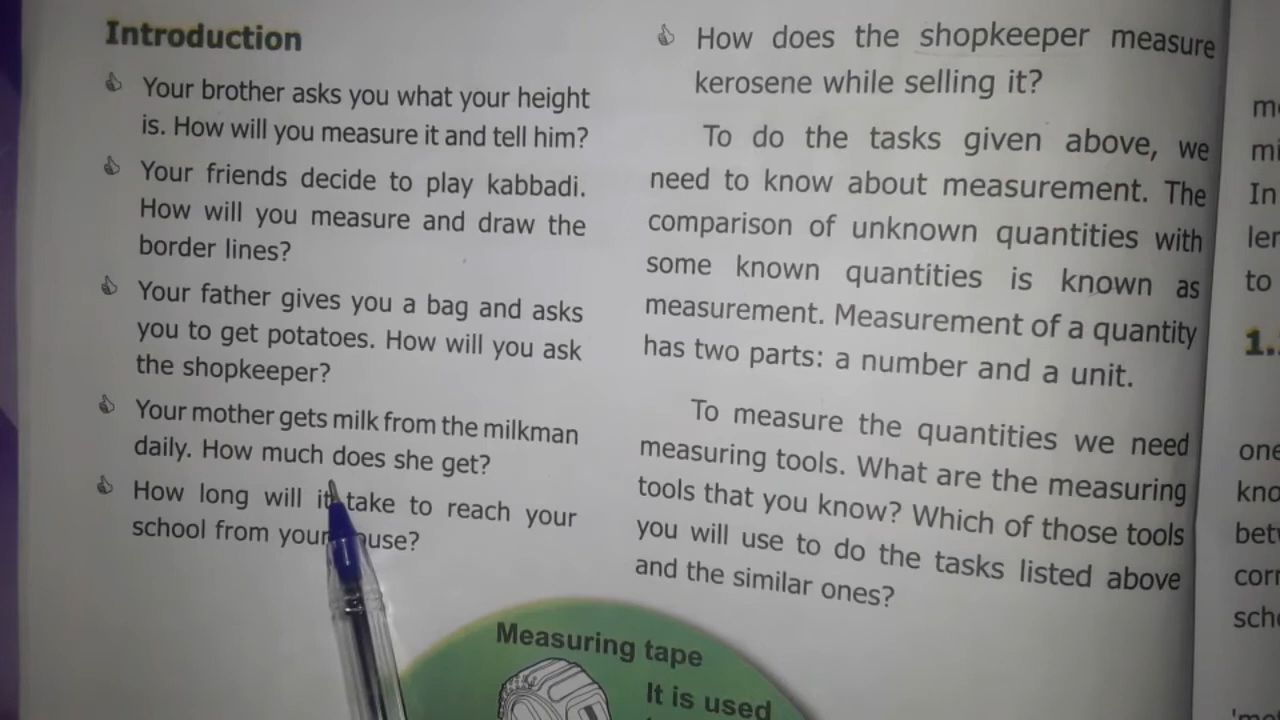 Introduction
Your brother asks you what your height
is. How will you measure it and tell him?
Your friends decide to play kabbadi.
How will you measure and draw the
border lines?
Your father gives you a bag and asks
you to get potatoes. How will you ask
the shopkeeper?
Your mother gets milk from the milkman
daily. How much does she get?
How long will it take to reach your
school from your
How does the shopkeeper measure
kerosene while selling it?
To do the tasks given above, we
need to know about measurement. The
comparison of unknown quantities with
some known quantities is known as
measurement. Measurement of a quantity
has two parts: a number and a unit.
To measure the quantities we need
measuring tools. What are the measuring
tools that you know? Which of those tools
you will use to do the tasks listed above
and the similar ones?
Measuring tape
It is used
In
to
1.